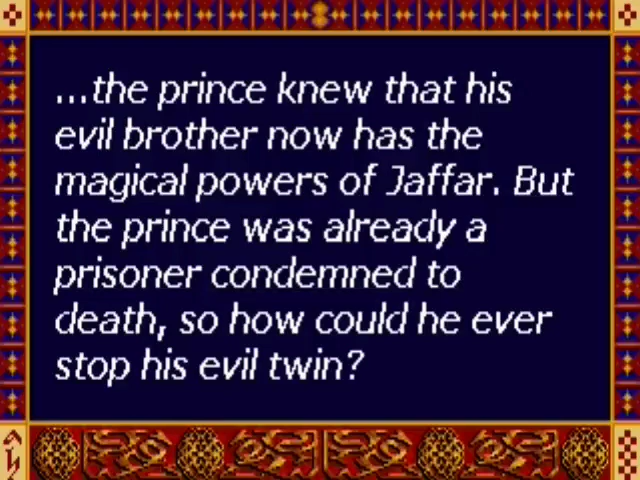 ...the prince knew that his
evil brother now has the
magical powers of Jaffar. But
the prince was already a
prisoner condemned to
death, so how could he ever
stop his evil twin?